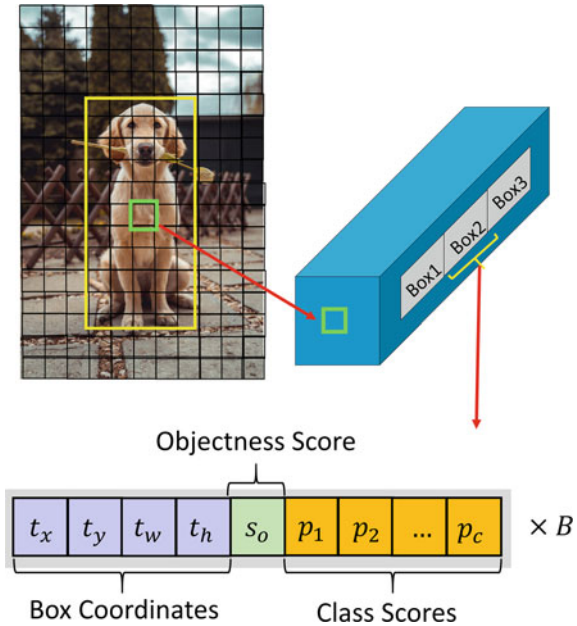 Box1 Box2 Box3
Objectness Score
t_x t_y t_w t_h s_o p_1 p_2 ... p_c × B
Box Coordinates Class Scores